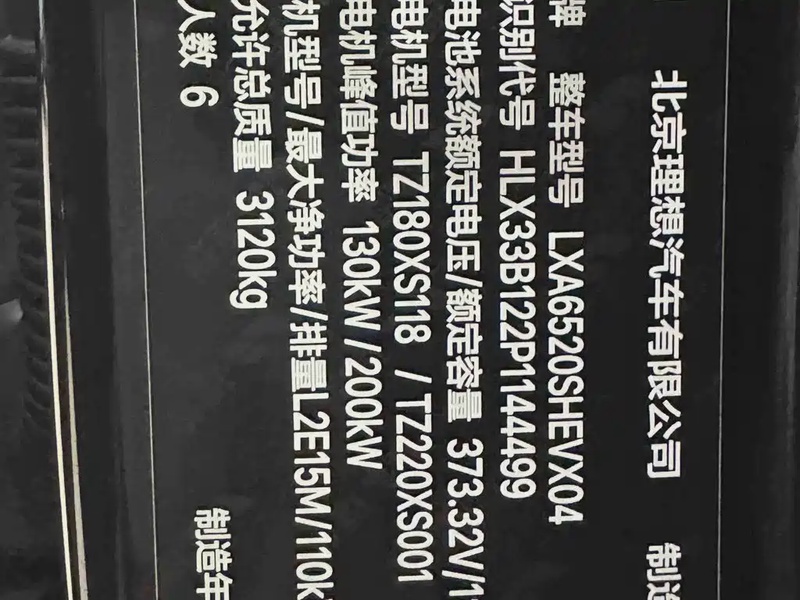 北京理想汽车有限公司 制造
牌 整车型号 LXA6520SHEVX04
识别代号 HLX33B122P1144499
电池系统额定电压/额定容量 373.32V/1
电机型号 TZ180XS118 / TZ220XS001
电机峰值功率 130kW / 200kW
机型号/最大净功率/排量L2E15M/110k
允许总质量 3120kg
人数 6 制造年